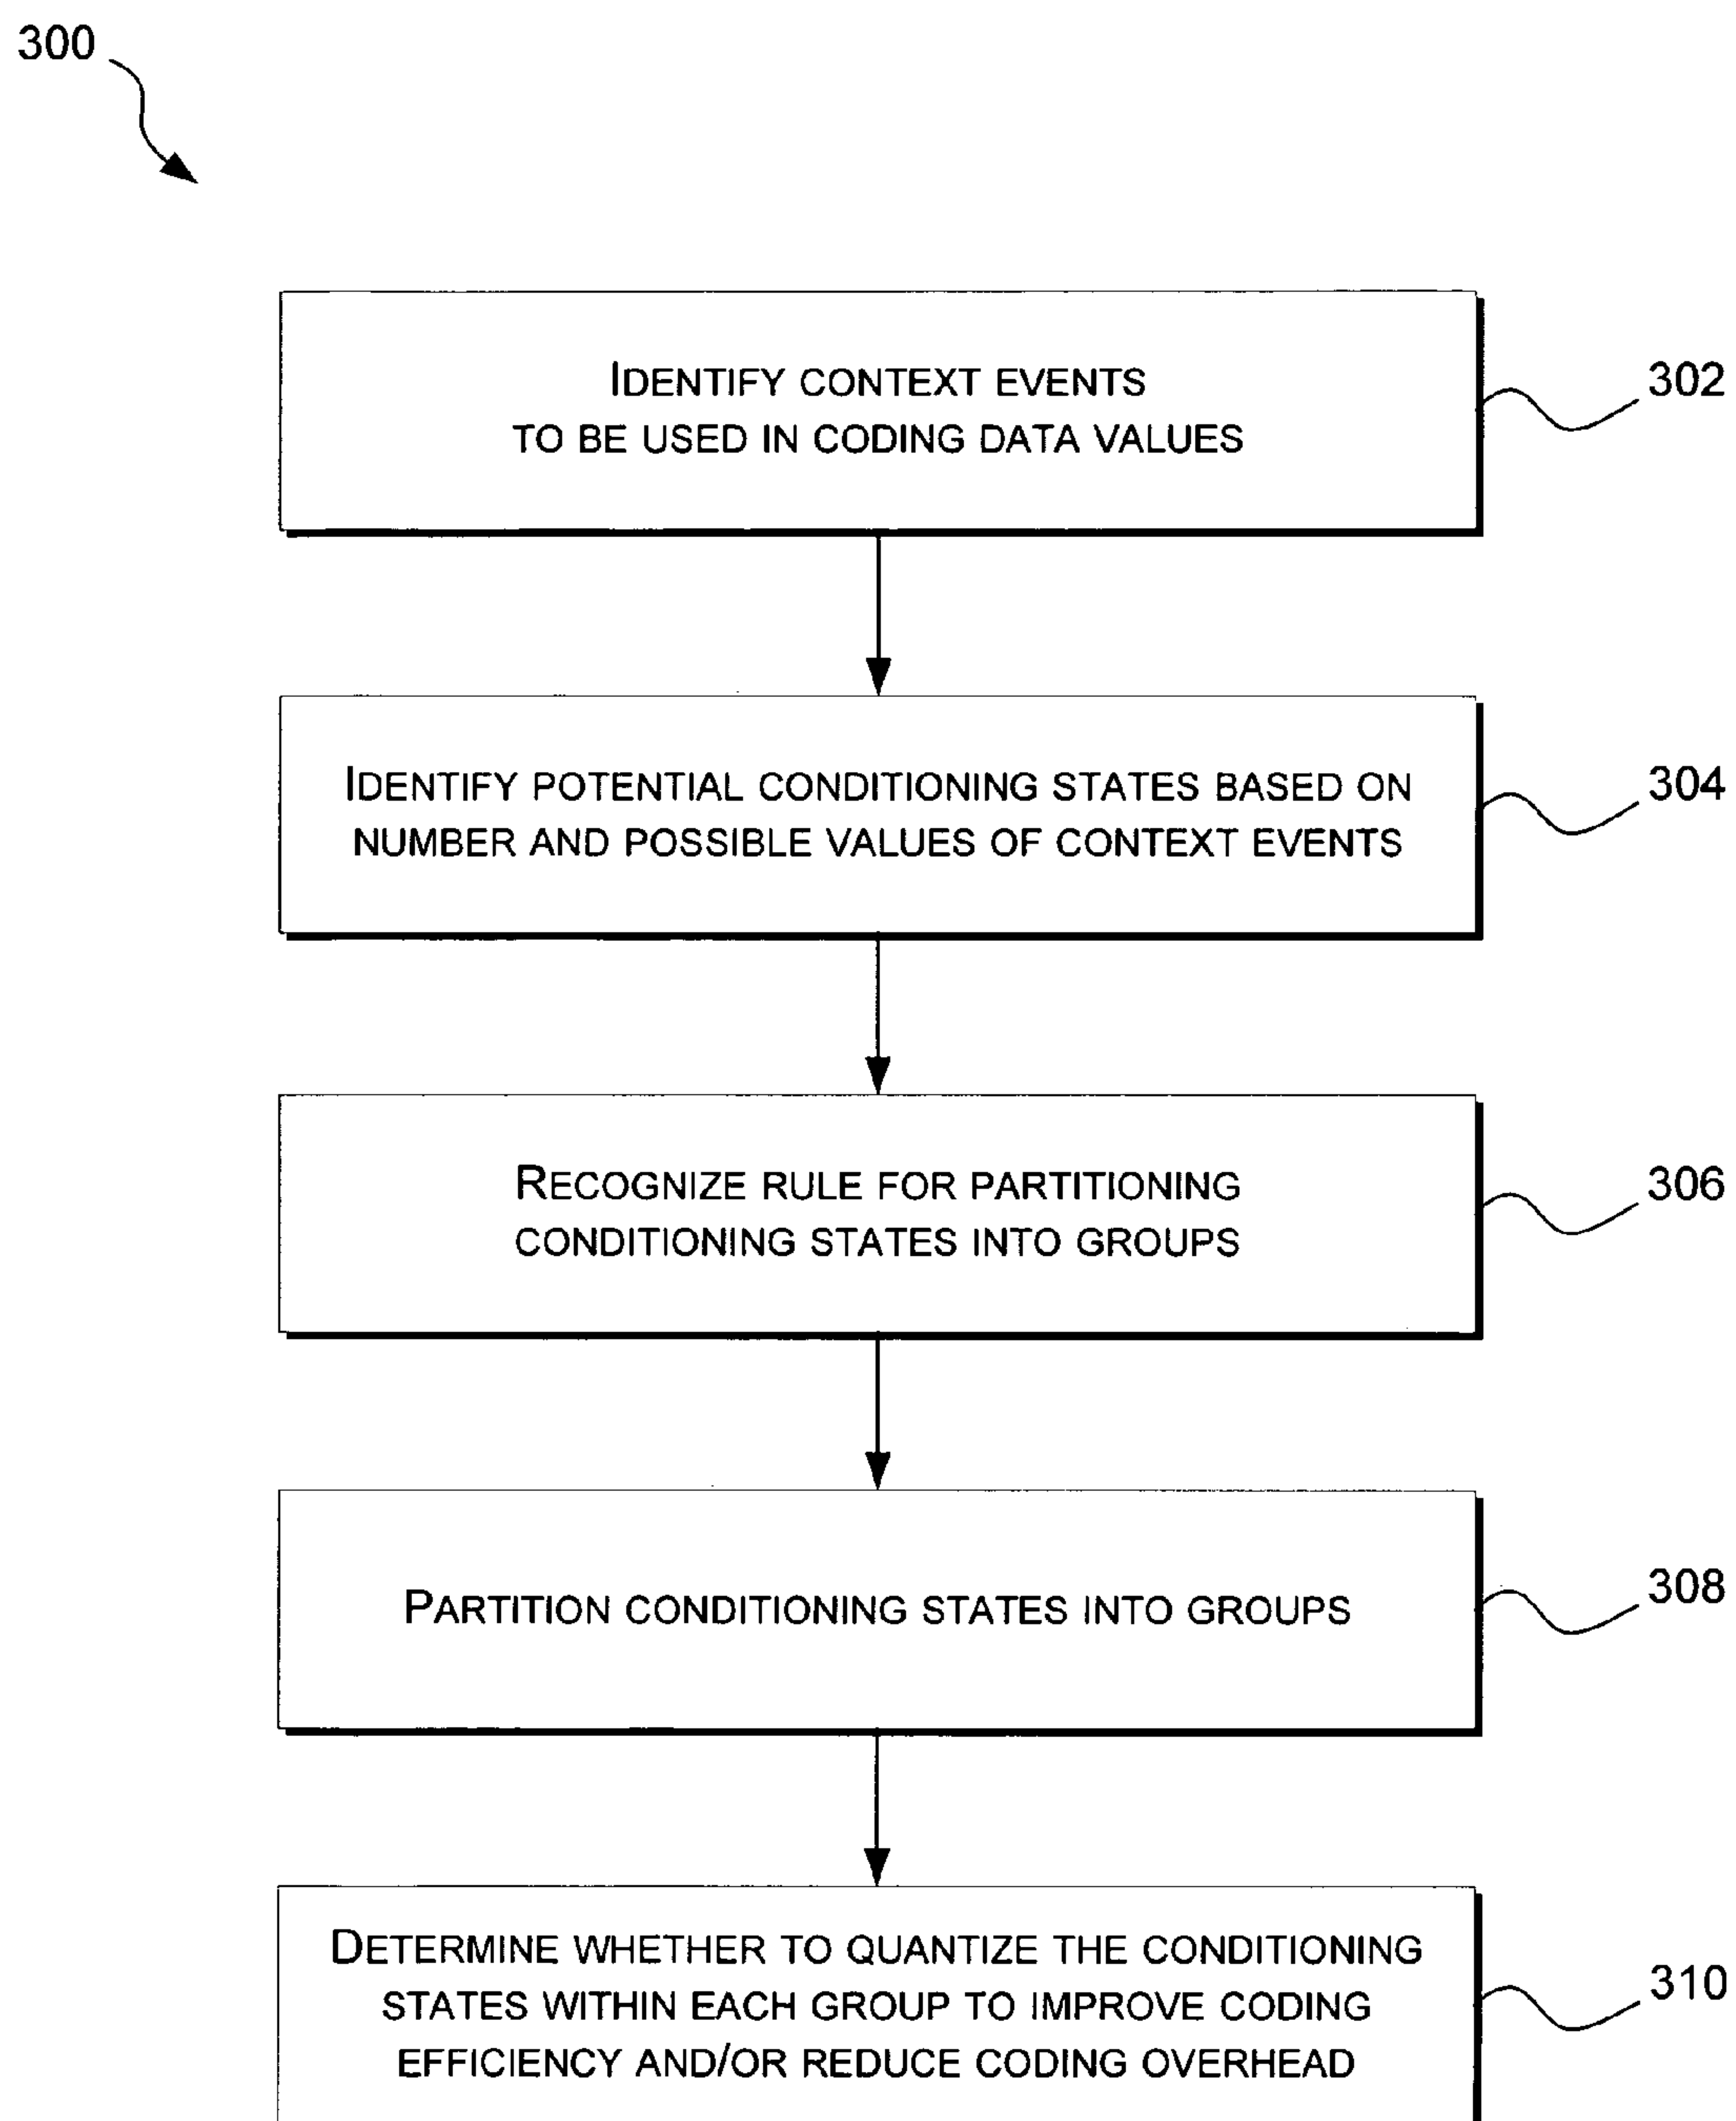 300
IDENTIFY CONTEXT EVENTS
TO BE USED IN CODING DATA VALUES
302
IDENTIFY POTENTIAL CONDITIONING STATES BASED ON
NUMBER AND POSSIBLE VALUES OF CONTEXT EVENTS
304
RECOGNIZE RULE FOR PARTITIONING
CONDITIONING STATES INTO GROUPS
306
PARTITION CONDITIONING STATES INTO GROUPS
308
DETERMINE WHETHER TO QUANTIZE THE CONDITIONING
STATES WITHIN EACH GROUP TO IMPROVE CODING
EFFICIENCY AND/OR REDUCE CODING OVERHEAD
310